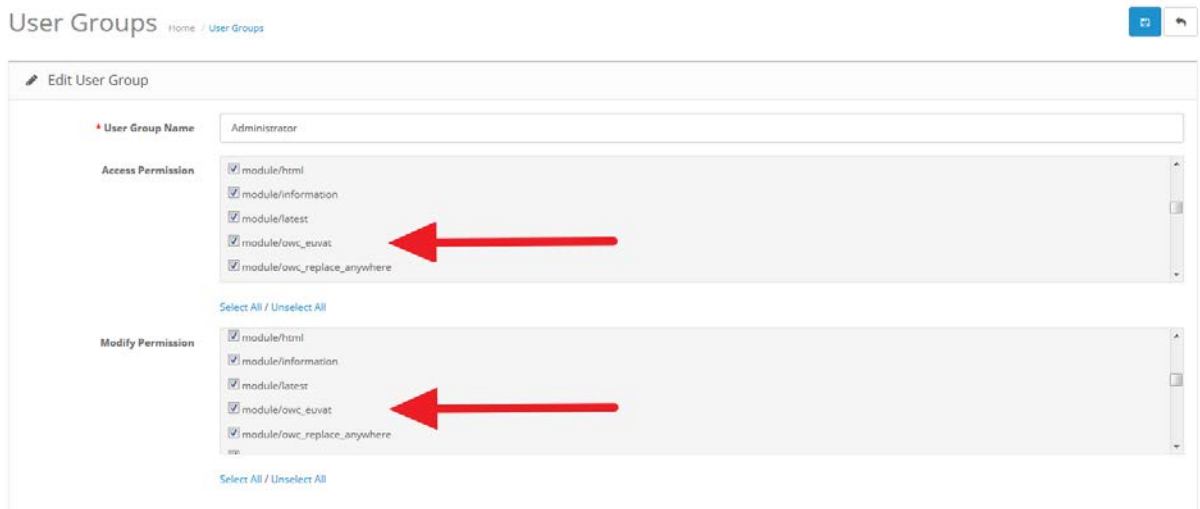 User Groups Home / User Groups
Edit User Group
* User Group Name Administrator
Access Permission module/html
module/information
module/latest
module/owc_euvat
module/owc_replace_anywhere
Select All / Unselect All
Modify Permission module/html
module/information
module/latest
module/owc_euvat
module/owc_replace_anywhere
Select All / Unselect All